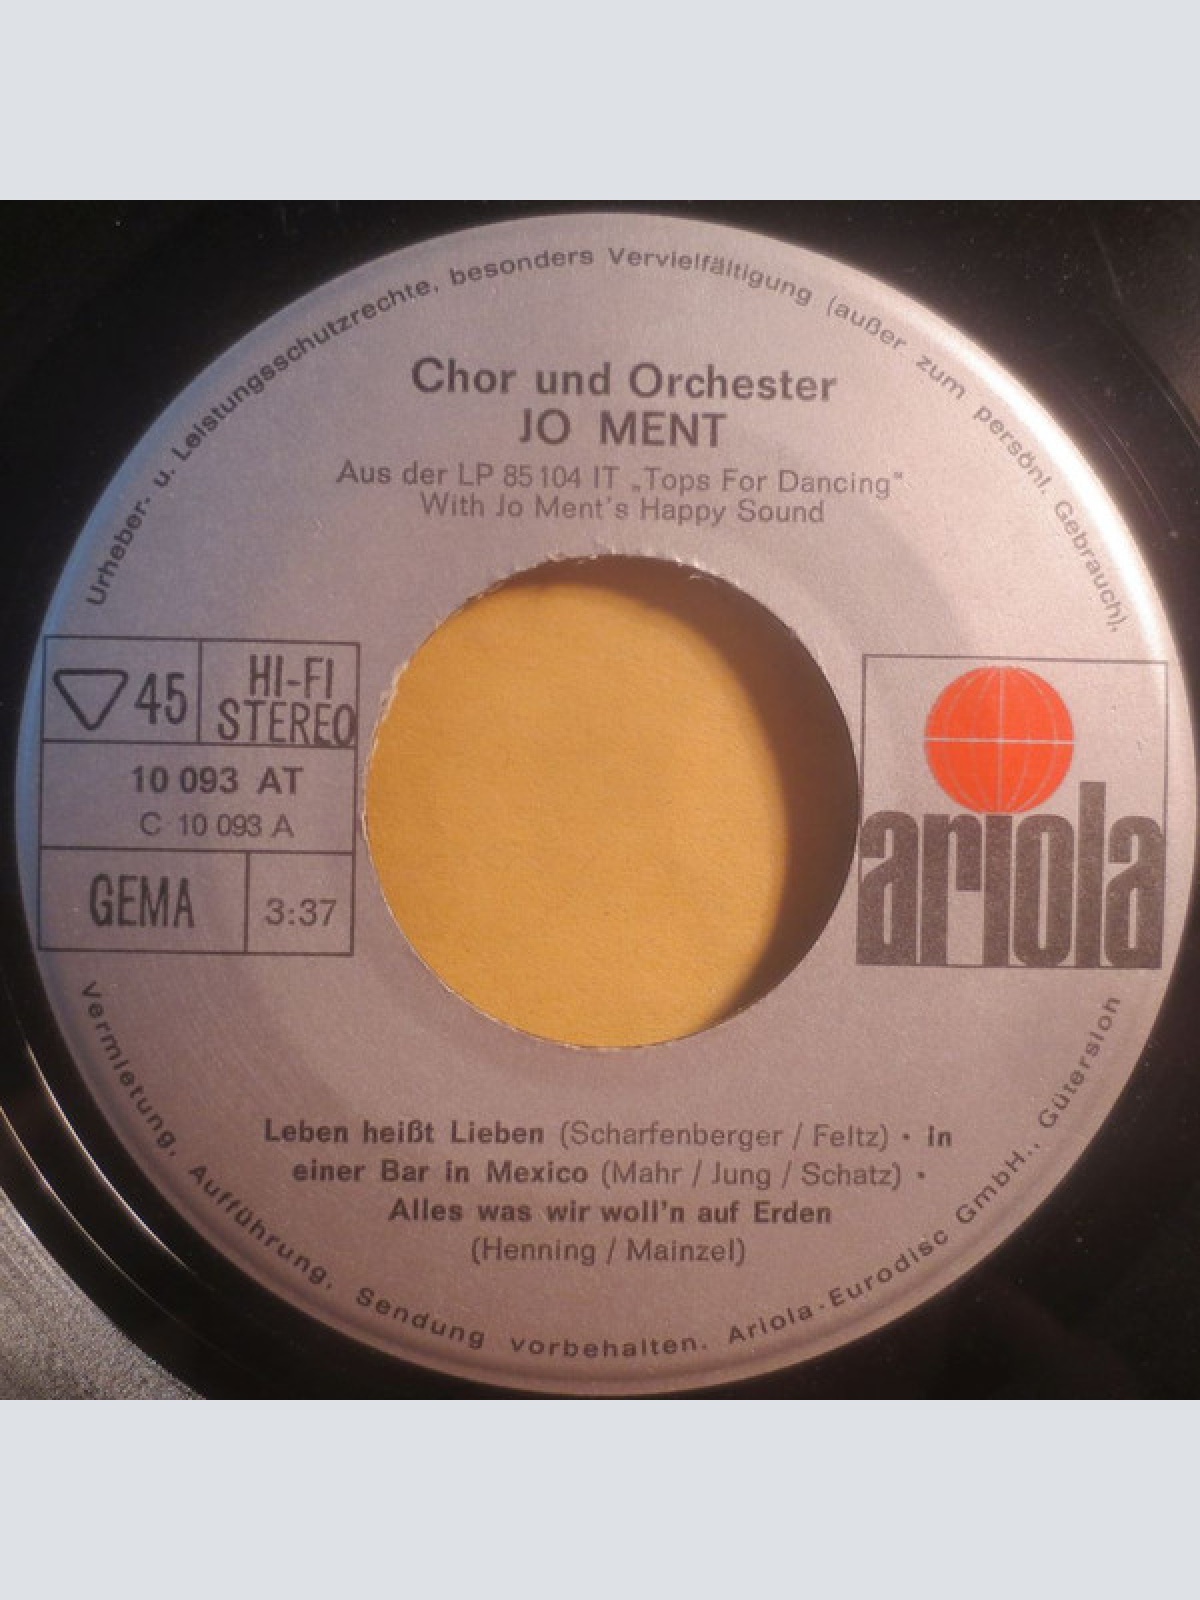 Urheber- u. Leistungsschutzrechte, besonders Vervielfältigung (außer zum persönl. Gebrauch),
Chor und Orchester
JO MENT
Aus der LP 85 104 IT „Tops For Dancing"
With Jo Ment's Happy Sound
45
HI-FI
STEREO
10 093 AT
C 10 093 A
GEMA
3:37
ariola
Leben heißt Lieben (Scharfenberger / Feltz) • In
einer Bar in Mexico (Mahr / Jung / Schatz) •
Alles was wir woll'n auf Erden
(Henning / Mainzel)
Vermietung, Aufführung, Sendung vorbehalten. Ariola-Eurodisc GmbH., Gütersloh